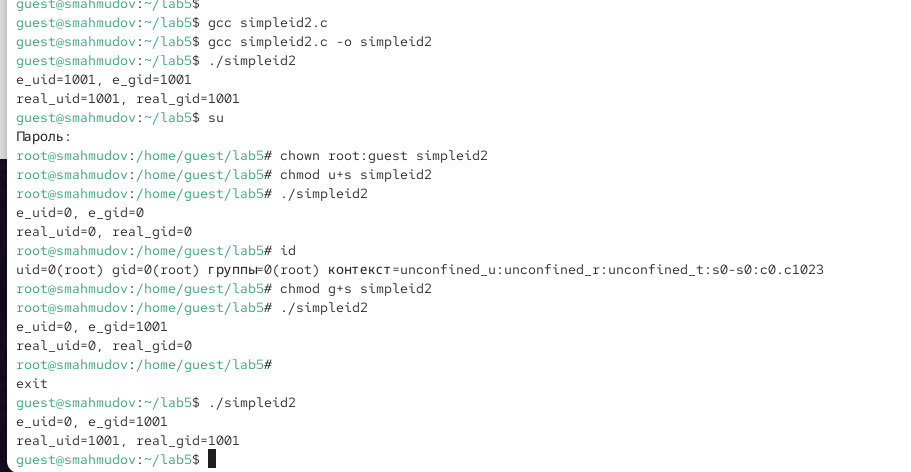 guest@smahmudov:~/lab5$
guest@smahmudov:~/lab5$ gcc simpleid2.c
guest@smahmudov:~/lab5$ gcc simpleid2.c -o simpleid2
guest@smahmudov:~/lab5$ ./simpleid2
e_uid=1001, e_gid=1001
real_uid=1001, real_gid=1001
guest@smahmudov:~/lab5$ su
Пароль:
root@smahmudov:/home/guest/lab5# chown root:guest simpleid2
root@smahmudov:/home/guest/lab5# chmod u+s simpleid2
root@smahmudov:/home/guest/lab5# ./simpleid2
e_uid=0, e_gid=0
real_uid=0, real_gid=0
root@smahmudov:/home/guest/lab5# id
uid=0(root) gid=0(root) группы=0(root) контекст=unconfined_u:unconfined_r:unconfined_t:s0-s0:c0.c1023
root@smahmudov:/home/guest/lab5# chmod g+s simpleid2
root@smahmudov:/home/guest/lab5# ./simpleid2
e_uid=0, e_gid=1001
real_uid=0, real_gid=0
root@smahmudov:/home/guest/lab5#
exit
guest@smahmudov:~/lab5$ ./simpleid2
e_uid=0, e_gid=1001
real_uid=1001, real_gid=1001
guest@smahmudov:~/lab5$